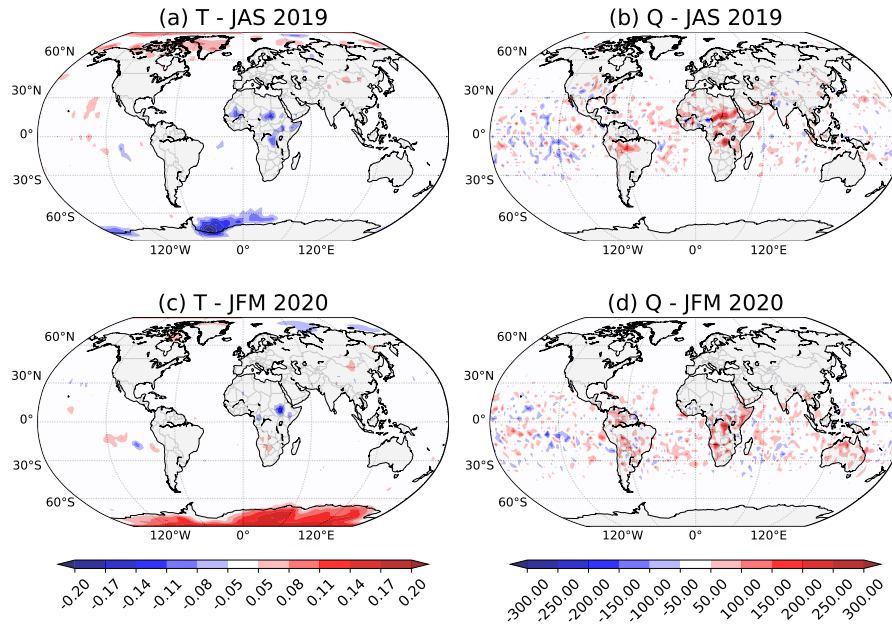 (a) T - JAS 2019
60°N
30°N
0°
30°S
60°S
120°W 0° 120°E
(b) Q - JAS 2019
60°N
30°N
0°
30°S
60°S
120°W 0° 120°E
(c) T - JFM 2020
60°N
30°N
0°
30°S
60°S
120°W 0° 120°E
(d) Q - JFM 2020
60°N
30°N
0°
30°S
60°S
120°W 0° 120°E
-0.20 -0.17 -0.14 -0.11 -0.08 -0.05 0.05 0.08 0.11 0.14 0.17 0.20
-300.00 -250.00 -200.00 -150.00 -100.00 -50.00 50.00 100.00 150.00 200.00 250.00 300.00